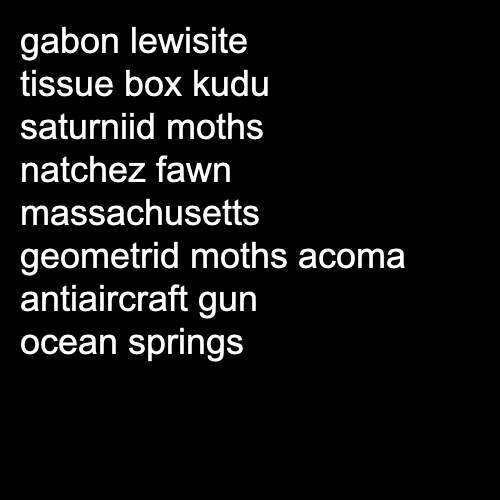 gabon lewisite
tissue box kudu
saturniid moths
natchez fawn
massachusetts
geometrid moths acoma
antiaircraft gun
ocean springs